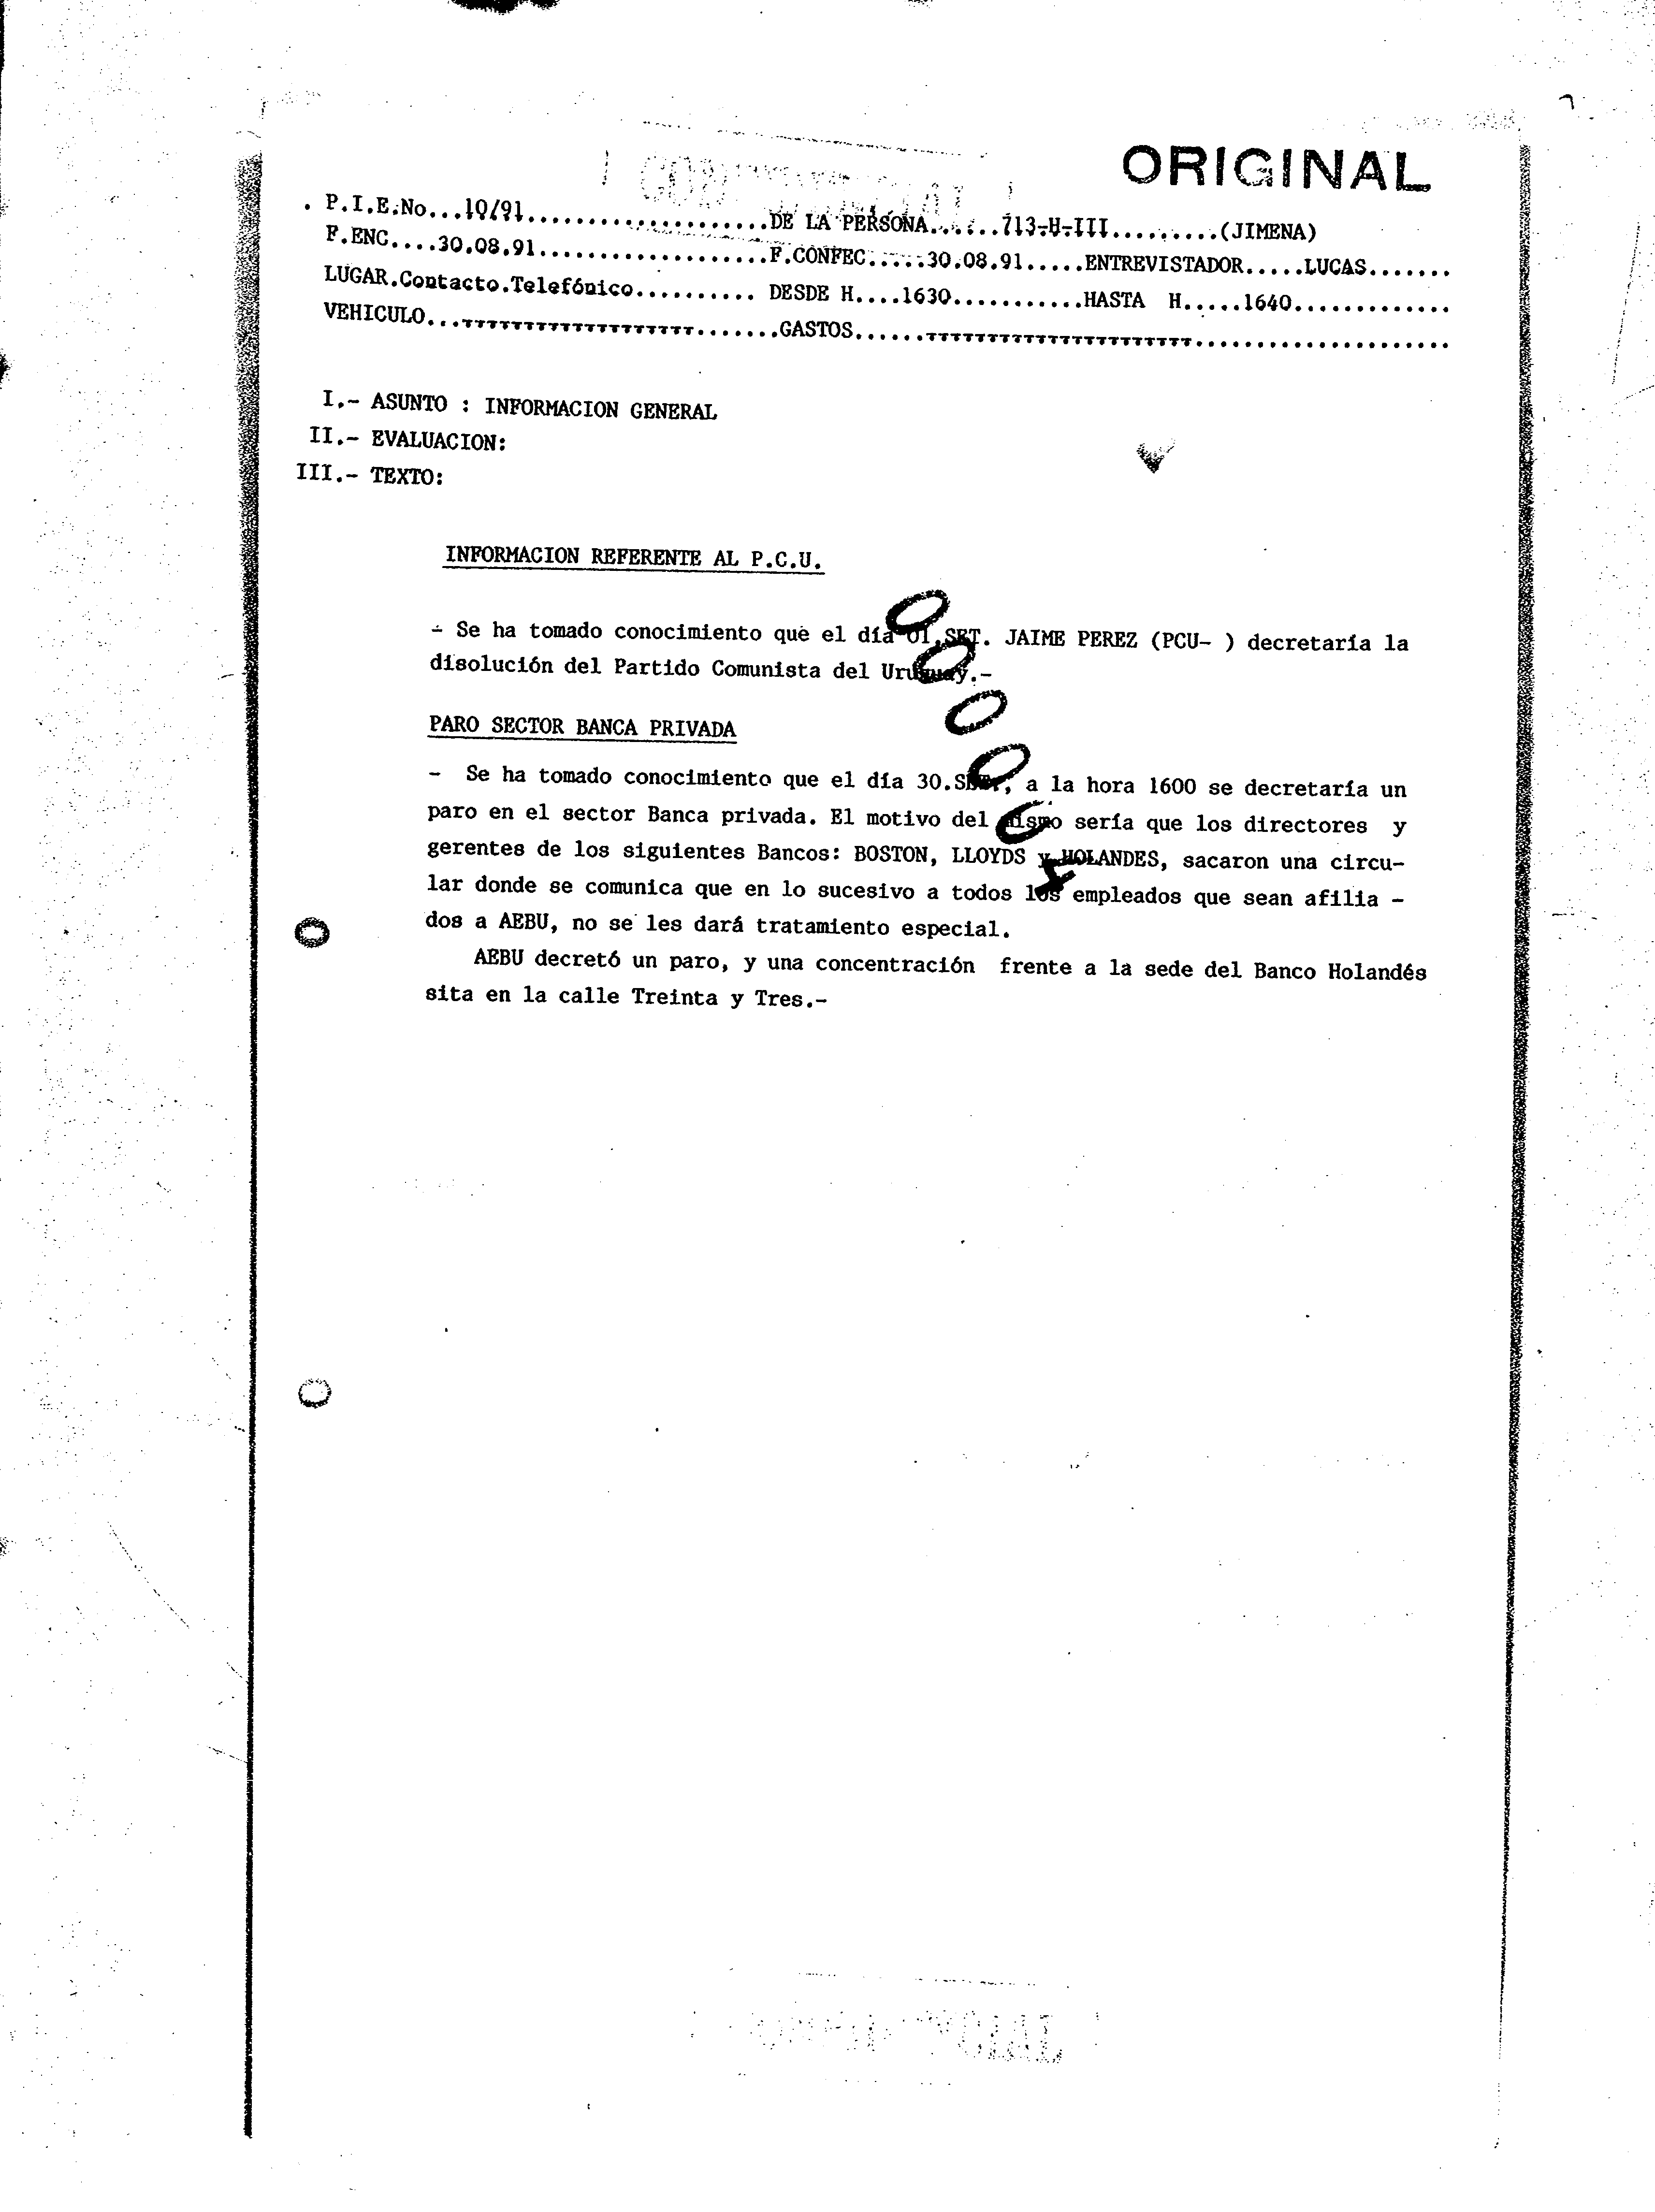 ORIGINAL
P.I.E.No...10/91....................DE LA PERSONA......713-H-III.........(JIMENA)
F.ENC....30.08.91...................F.CONFEC.....30.08.91.....ENTREVISTADOR.....LUCAS.......
LUGAR.Contacto.Telefónico.......... DESDE H....1630...........HASTA H.....1640.............
VEHICULO..........GASTOS...........................
I.- ASUNTO : INFORMACION GENERAL
II.- EVALUACION:
III.- TEXTO:
INFORMACION REFERENTE AL P.C.U.
- Se ha tomado conocimiento que el día 01.SET. JAIME PEREZ (PCU- ) decretaría la
disolución del Partido Comunista del Uruguay.-
PARO SECTOR BANCA PRIVADA
- Se ha tomado conocimiento que el día 30.SET., a la hora 1600 se decretaría un
paro en el sector Banca privada. El motivo del mismo sería que los directores y
gerentes de los siguientes Bancos: BOSTON, LLOYDS y HOLANDES, sacaron una circu-
lar donde se comunica que en lo sucesivo a todos los empleados que sean afilia -
dos a AEBU, no se les dará tratamiento especial.
AEBU decretó un paro, y una concentración frente a la sede del Banco Holandés
sita en la calle Treinta y Tres.-